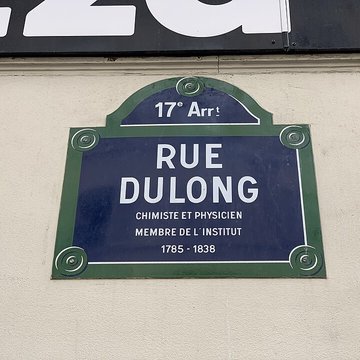 17e Arrt
RUE
DULONG
CHIMISTE ET PHYSICIEN
MEMBRE DE L'INSTITUT
1785 - 1838